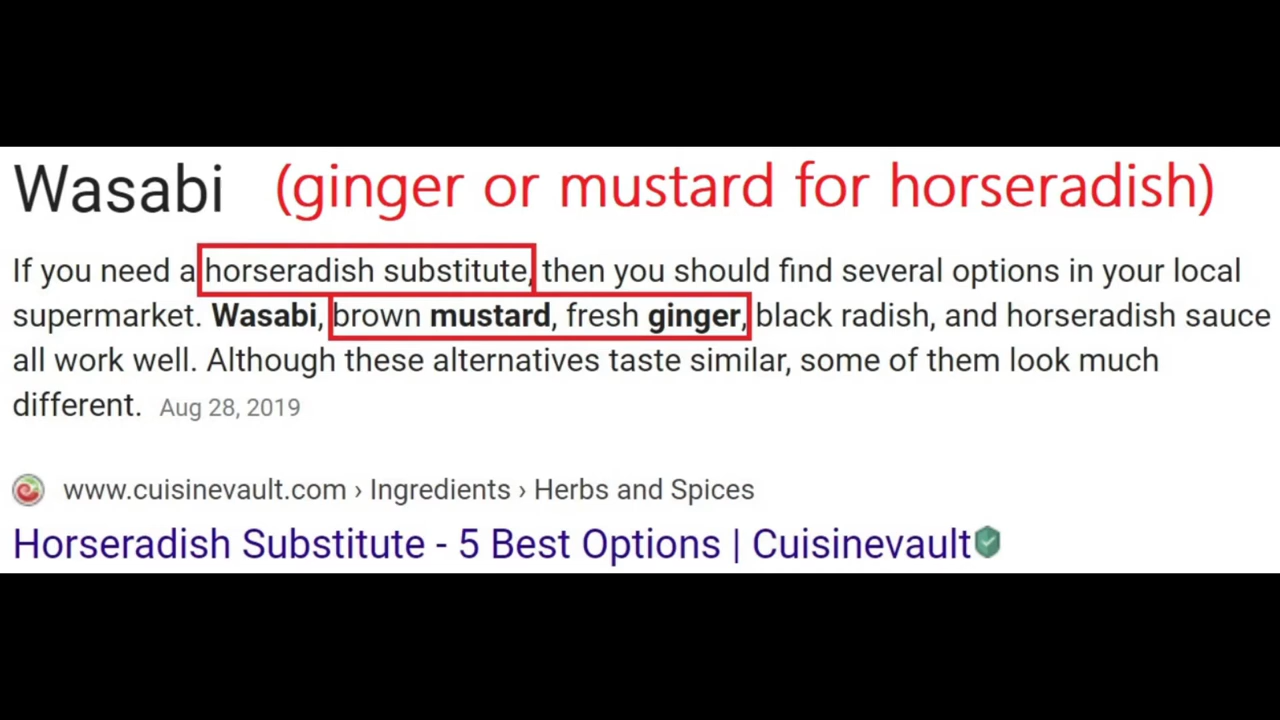 Wasabi (ginger or mustard for horseradish)
If you need a horseradish substitute, then you should find several options in your local
supermarket. Wasabi, brown mustard, fresh ginger, black radish, and horseradish sauce
all work well. Although these alternatives taste similar, some of them look much
different. Aug 28, 2019
www.cuisinevault.com › Ingredients › Herbs and Spices
Horseradish Substitute - 5 Best Options | Cuisinevault